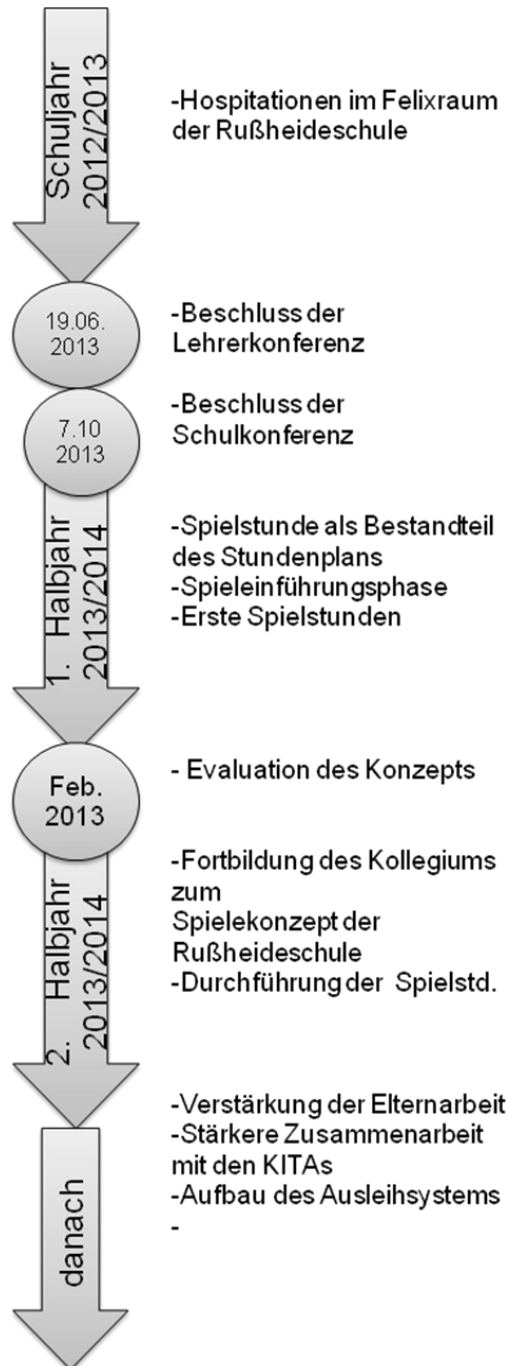 Schuljahr
2012/2013
-Hospitationen im Felixraum
der Rußheideschule
19.06.
2013
-Beschluss der
Lehrerkonferenz
7.10
2013
-Beschluss der
Schulkonferenz
1. Halbjahr
2013/2014
-Spielstunde als Bestandteil
des Stundenplans
-Spieleinführungsphase
-Erste Spielstunden
Feb.
2013
- Evaluation des Konzepts
2. Halbjahr
2013/2014
-Fortbildung des Kollegiums
zum
Spielekonzept der
Rußheideschule
-Durchführung der Spielstd.
danach
-Verstärkung der Elternarbeit
-Stärkere Zusammenarbeit
mit den KITAs
-Aufbau des Ausleihsystems
-